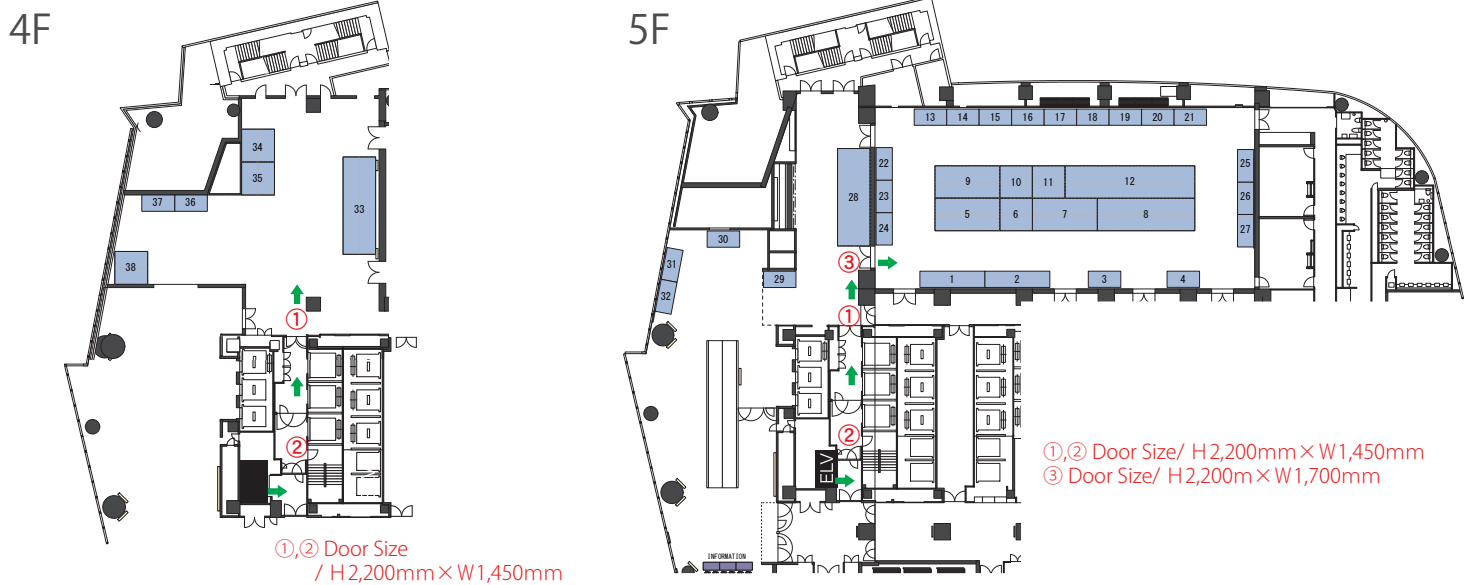 4F
5F
34
35
33
37 36
38
①
②
①,② Door Size
/ H2,200mm×W1,450mm
13 14 15 16 17 18 19 20 21
22
23
24
25
26
27
28
9 10 11 12
5 6 7 8
30
31
32
29
③
1 2 3 4
①
②
ELV
INFORMATION
①,② Door Size/ H2,200mm×W1,450mm
③ Door Size/ H2,200m×W1,700mm